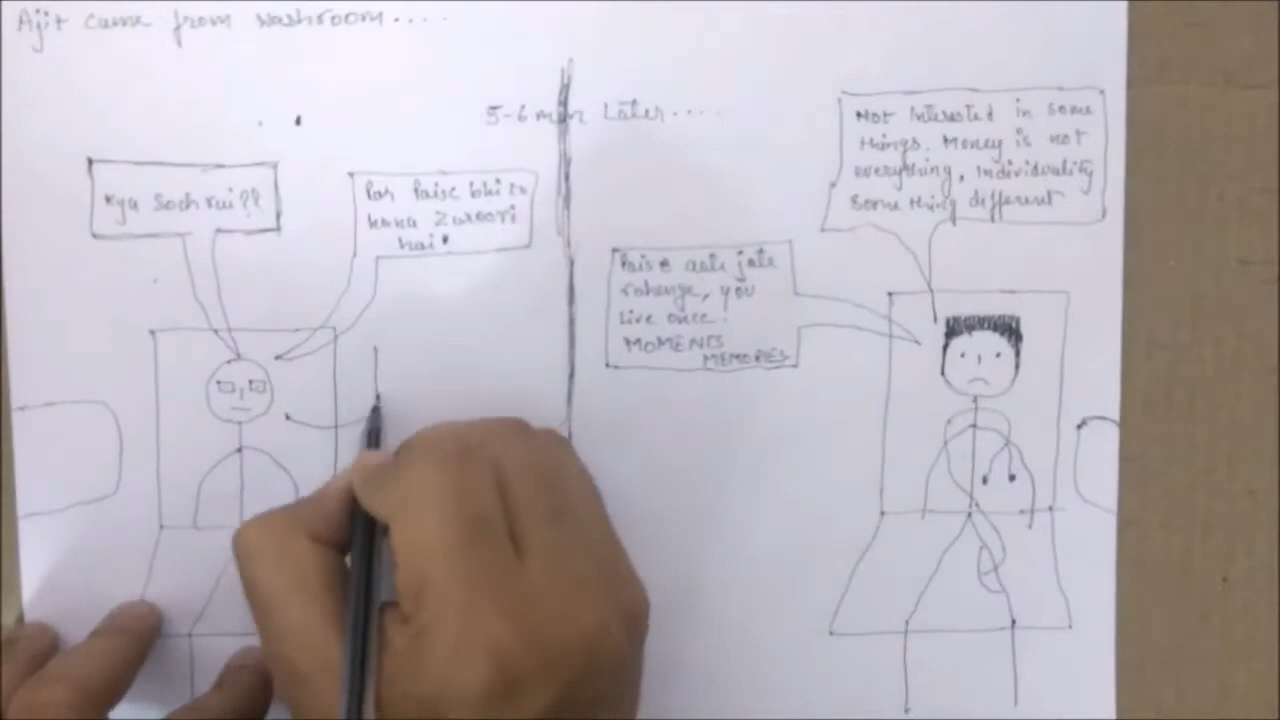 Ajit came from washroom....
5-6 min Later....
Kya soch rai??
Par Paise bhi to
hona Zaroori
hai!
Not Interested in some
things. Money is not
everything, individuality
something different
Paise aate jate
rahenge, you
live once.
MOMENTS
MEMORIES